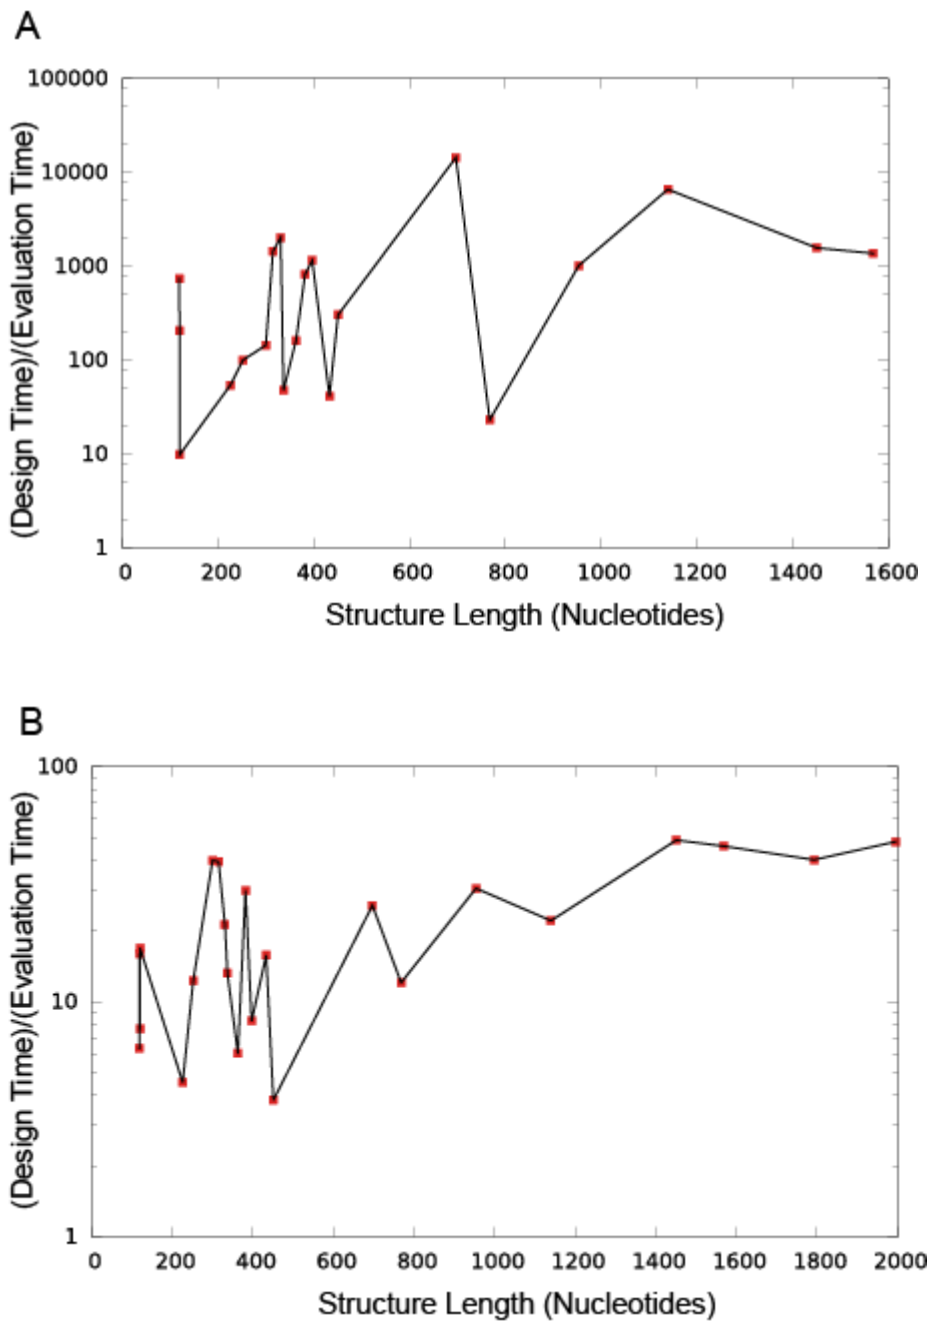 A
(Design Time)/(Evaluation Time)
100000
10000
1000
100
10
1
0 200 400 600 800 1000 1200 1400 1600
Structure Length (Nucleotides)
B
(Design Time)/(Evaluation Time)
100
10
1
0 200 400 600 800 1000 1200 1400 1600 1800 2000
Structure Length (Nucleotides)